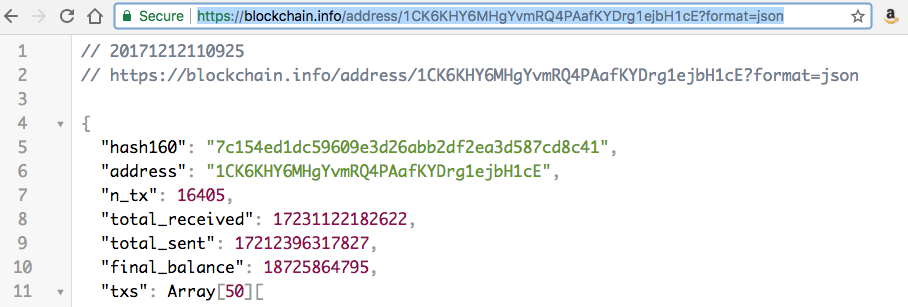 Secure https://blockchain.info/address/1CK6KHY6MHgYvmRQ4PAafKYDrg1ejbH1cE?format=json
1 // 20171212110925
2 // https://blockchain.info/address/1CK6KHY6MHgYvmRQ4PAafKYDrg1ejbH1cE?format=json
3
4 {
5 "hash160": "7c154ed1dc59609e3d26abb2df2ea3d587cd8c41",
6 "address": "1CK6KHY6MHgYvmRQ4PAafKYDrg1ejbH1cE",
7 "n_tx": 16405,
8 "total_received": 17231122182622,
9 "total_sent": 17212396317827,
10 "final_balance": 18725864795,
11 "txs": Array[50][